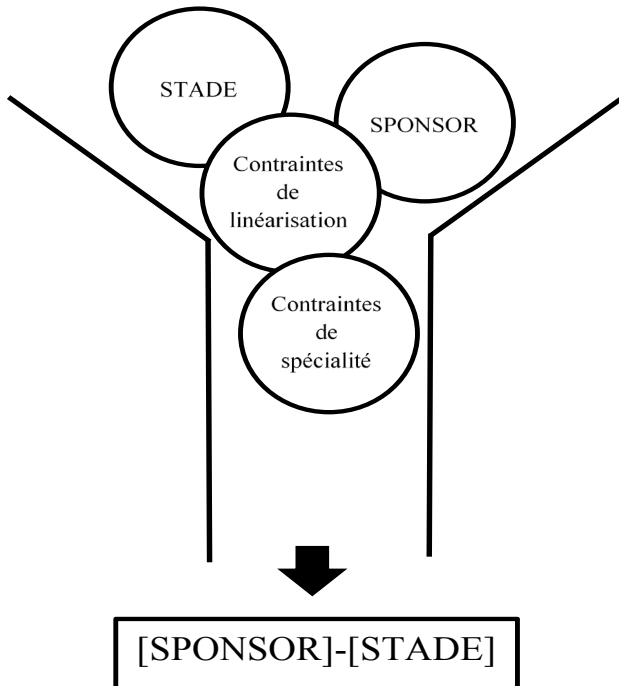 STADE
SPONSOR
Contraintes
de
linéarisation
Contraintes
de
spécialité
[SPONSOR]-[STADE]